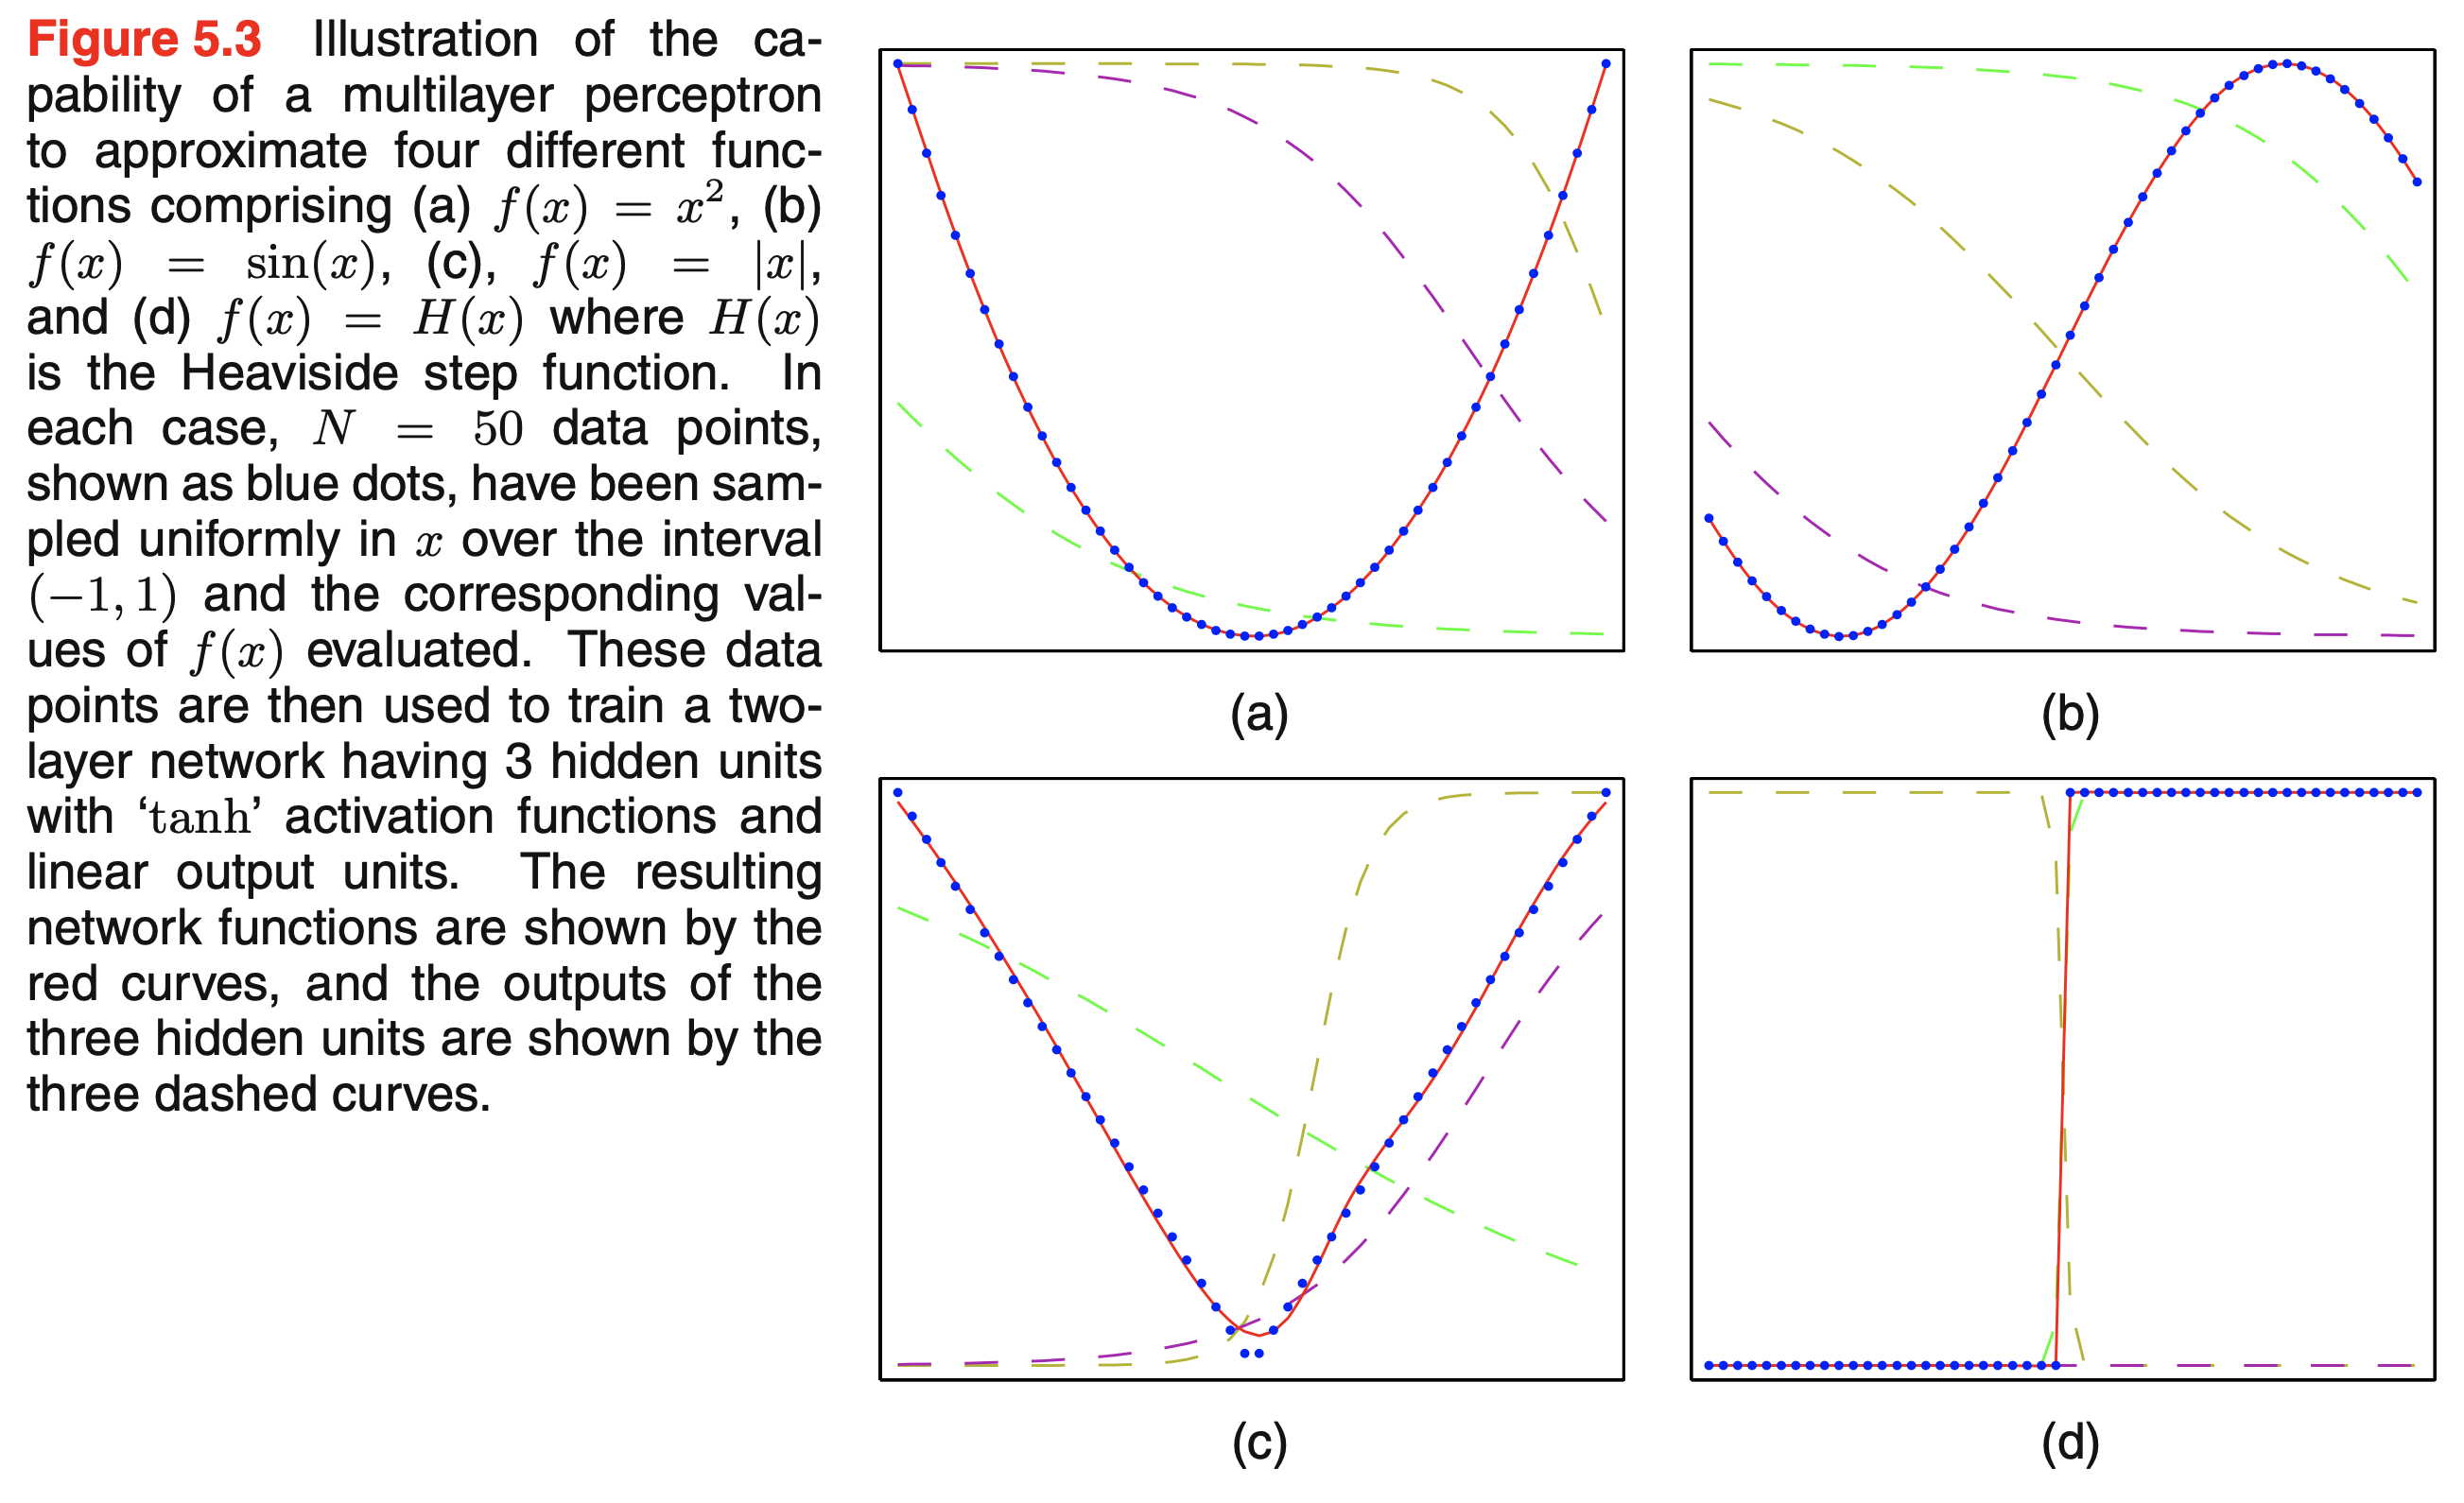 Figure 5.3 Illustration of the ca-
pability of a multilayer perceptron
to approximate four different func-
tions comprising (a) f(x) = x², (b)
f(x) = sin(x), (c), f(x) = |x|,
and (d) f(x) = H(x) where H(x)
is the Heaviside step function. In
each case, N = 50 data points,
shown as blue dots, have been sam-
pled uniformly in x over the interval
(−1, 1) and the corresponding val-
ues of f(x) evaluated. These data
points are then used to train a two-
layer network having 3 hidden units
with ‘tanh’ activation functions and
linear output units. The resulting
network functions are shown by the
red curves, and the outputs of the
three hidden units are shown by the
three dashed curves.
(a)
(b)
(c)
(d)